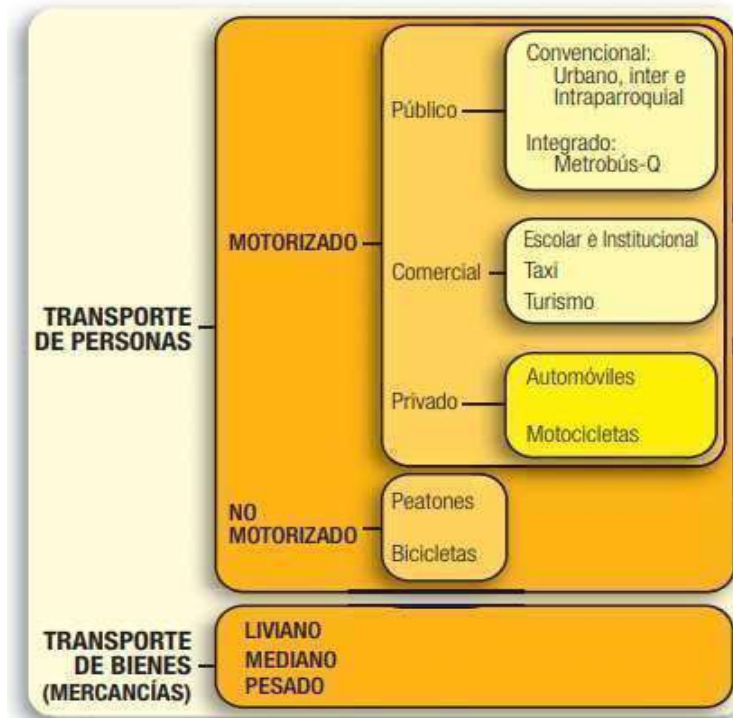 TRANSPORTE
DE PERSONAS
MOTORIZADO
Público
Convencional:
Urbano, inter e
Intraparroquial
Integrado:
Metrobús-Q
Comercial
Escolar e Institucional
Taxi
Turismo
Privado
Automóviles
Motocicletas
NO
MOTORIZADO
Peatones
Bicicletas
TRANSPORTE
DE BIENES
(MERCANCÍAS)
LIVIANO
MEDIANO
PESADO